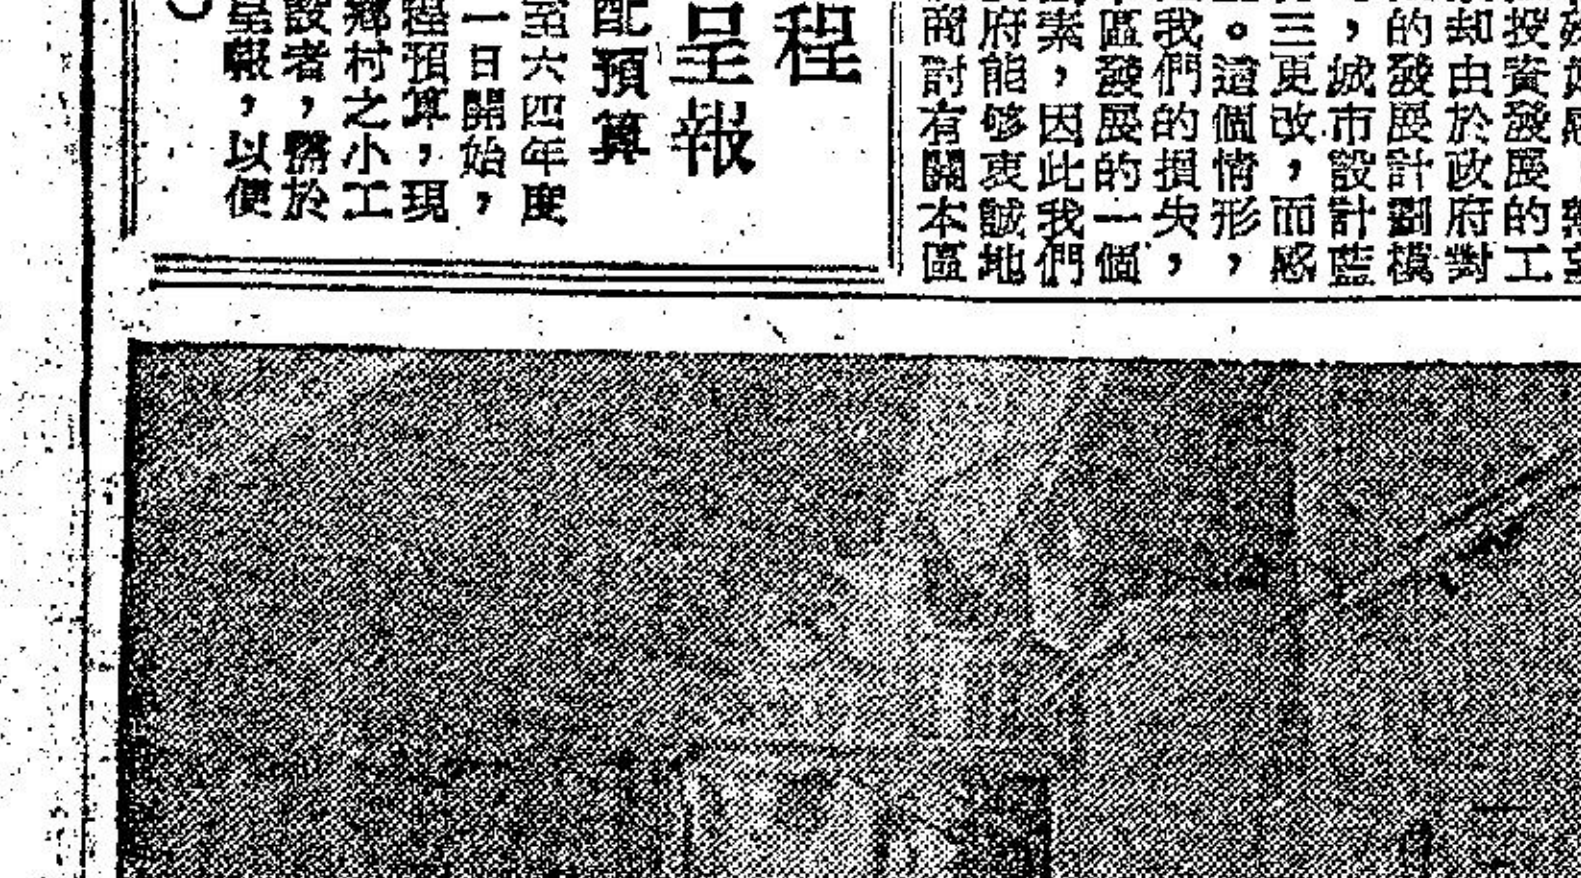 投資發展的工
却由於政府對
的發展計劃模
，城市設計藍
三更改，而感
。這個情形，
我們的損失，
區發展的一個
素，因此我們
府能够衷誠地
商討有關本區
程
呈報
配預算
至六四年度
一日開始，
程預算，現
鄉村之小工
設者，需於
呈報，以便